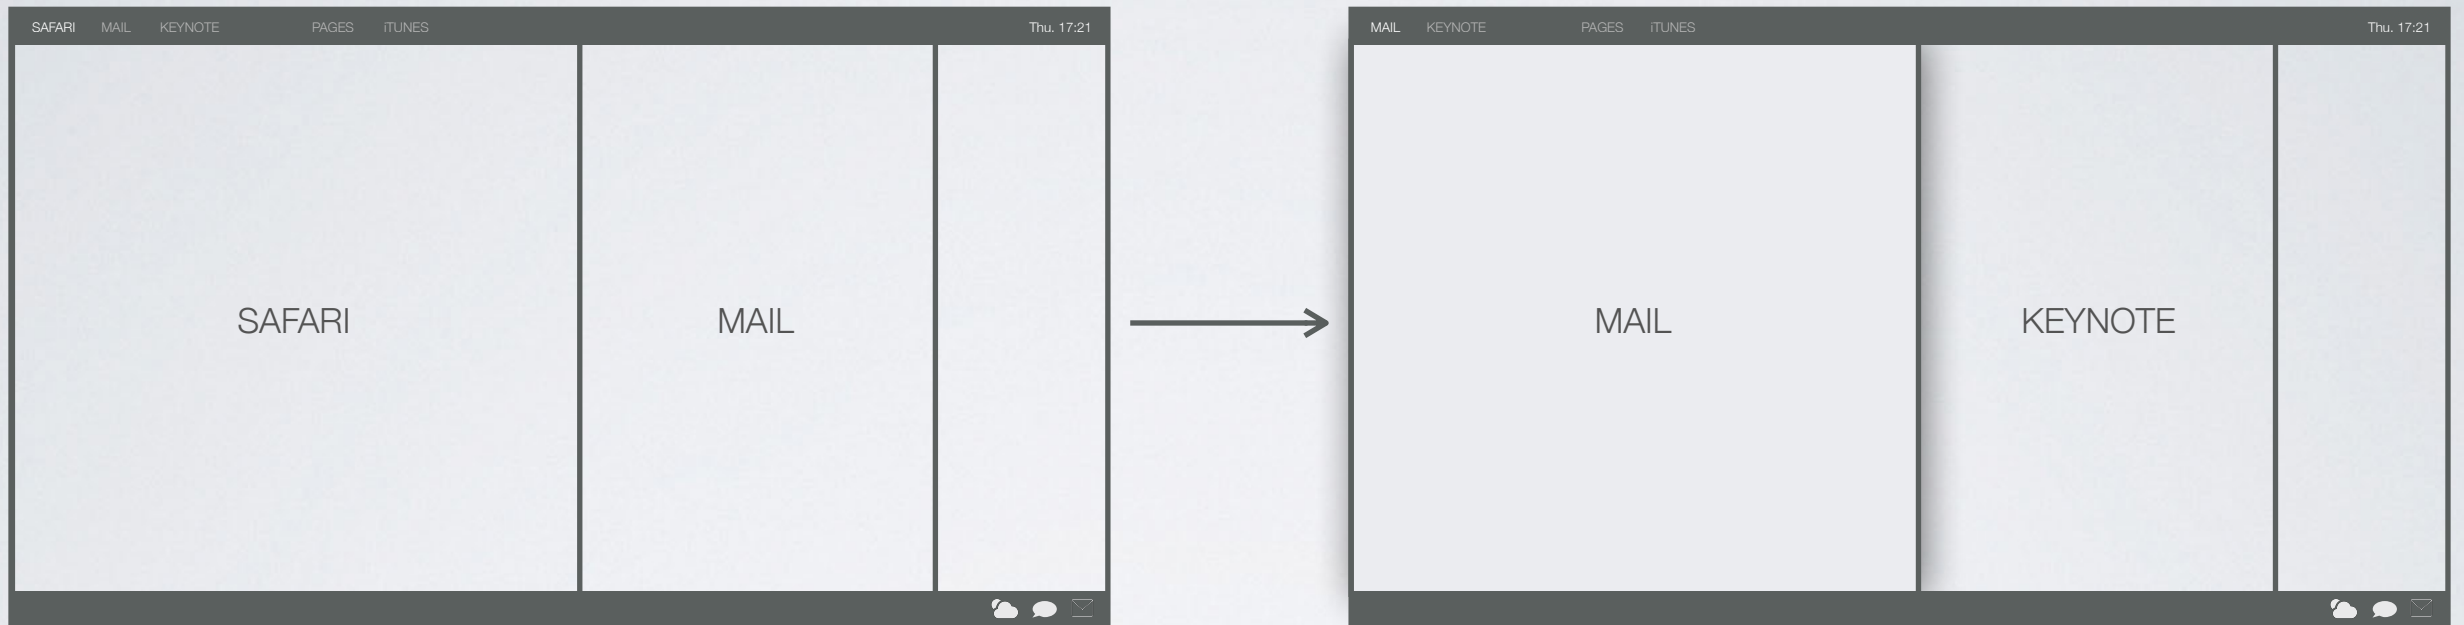 SAFARI MAIL KEYNOTE PAGES iTUNES Thu. 17:21
SAFARI MAIL
MAIL KEYNOTE PAGES iTUNES Thu. 17:21
MAIL KEYNOTE